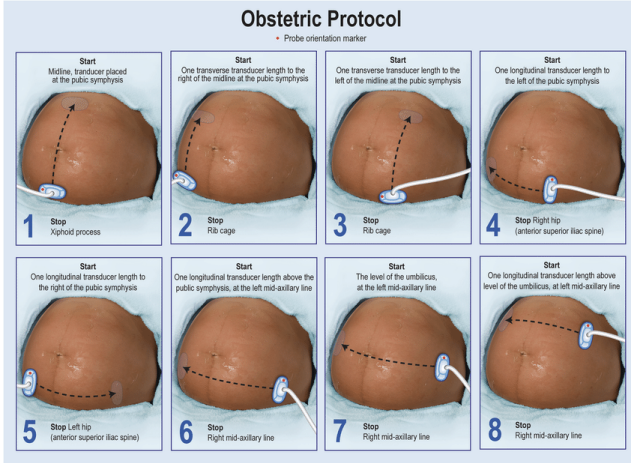 Obstetric Protocol
• Probe orientation marker
Start
Midline, tranducer placed
at the pubic symphysis
1
Stop
Xiphoid process
Start
One transverse transducer length to the
right of the midline at the pubic symphysis
2
Stop
Rib cage
Start
One transverse transducer length to the
left of the midline at the pubic symphysis
3
Stop
Rib cage
Start
One longitudinal transducer length to
the left of the pubic symphysis
4
Stop Right hip
(anterior superior iliac spine)
Start
One longitudinal transducer length to
the right of the pubic symphysis
5
Stop Left hip
(anterior superior iliac spine)
Start
One longitudinal transducer length above the
pubic symphysis, at the left mid-axillary line
6
Stop
Right mid-axillary line
Start
The level of the umbilicus,
at the left mid-axillary line
7
Stop
Right mid-axillary line
Start
One longitudinal transducer length above
level of the umbilicus, at left mid-axillary line
8
Stop
Right mid-axillary line